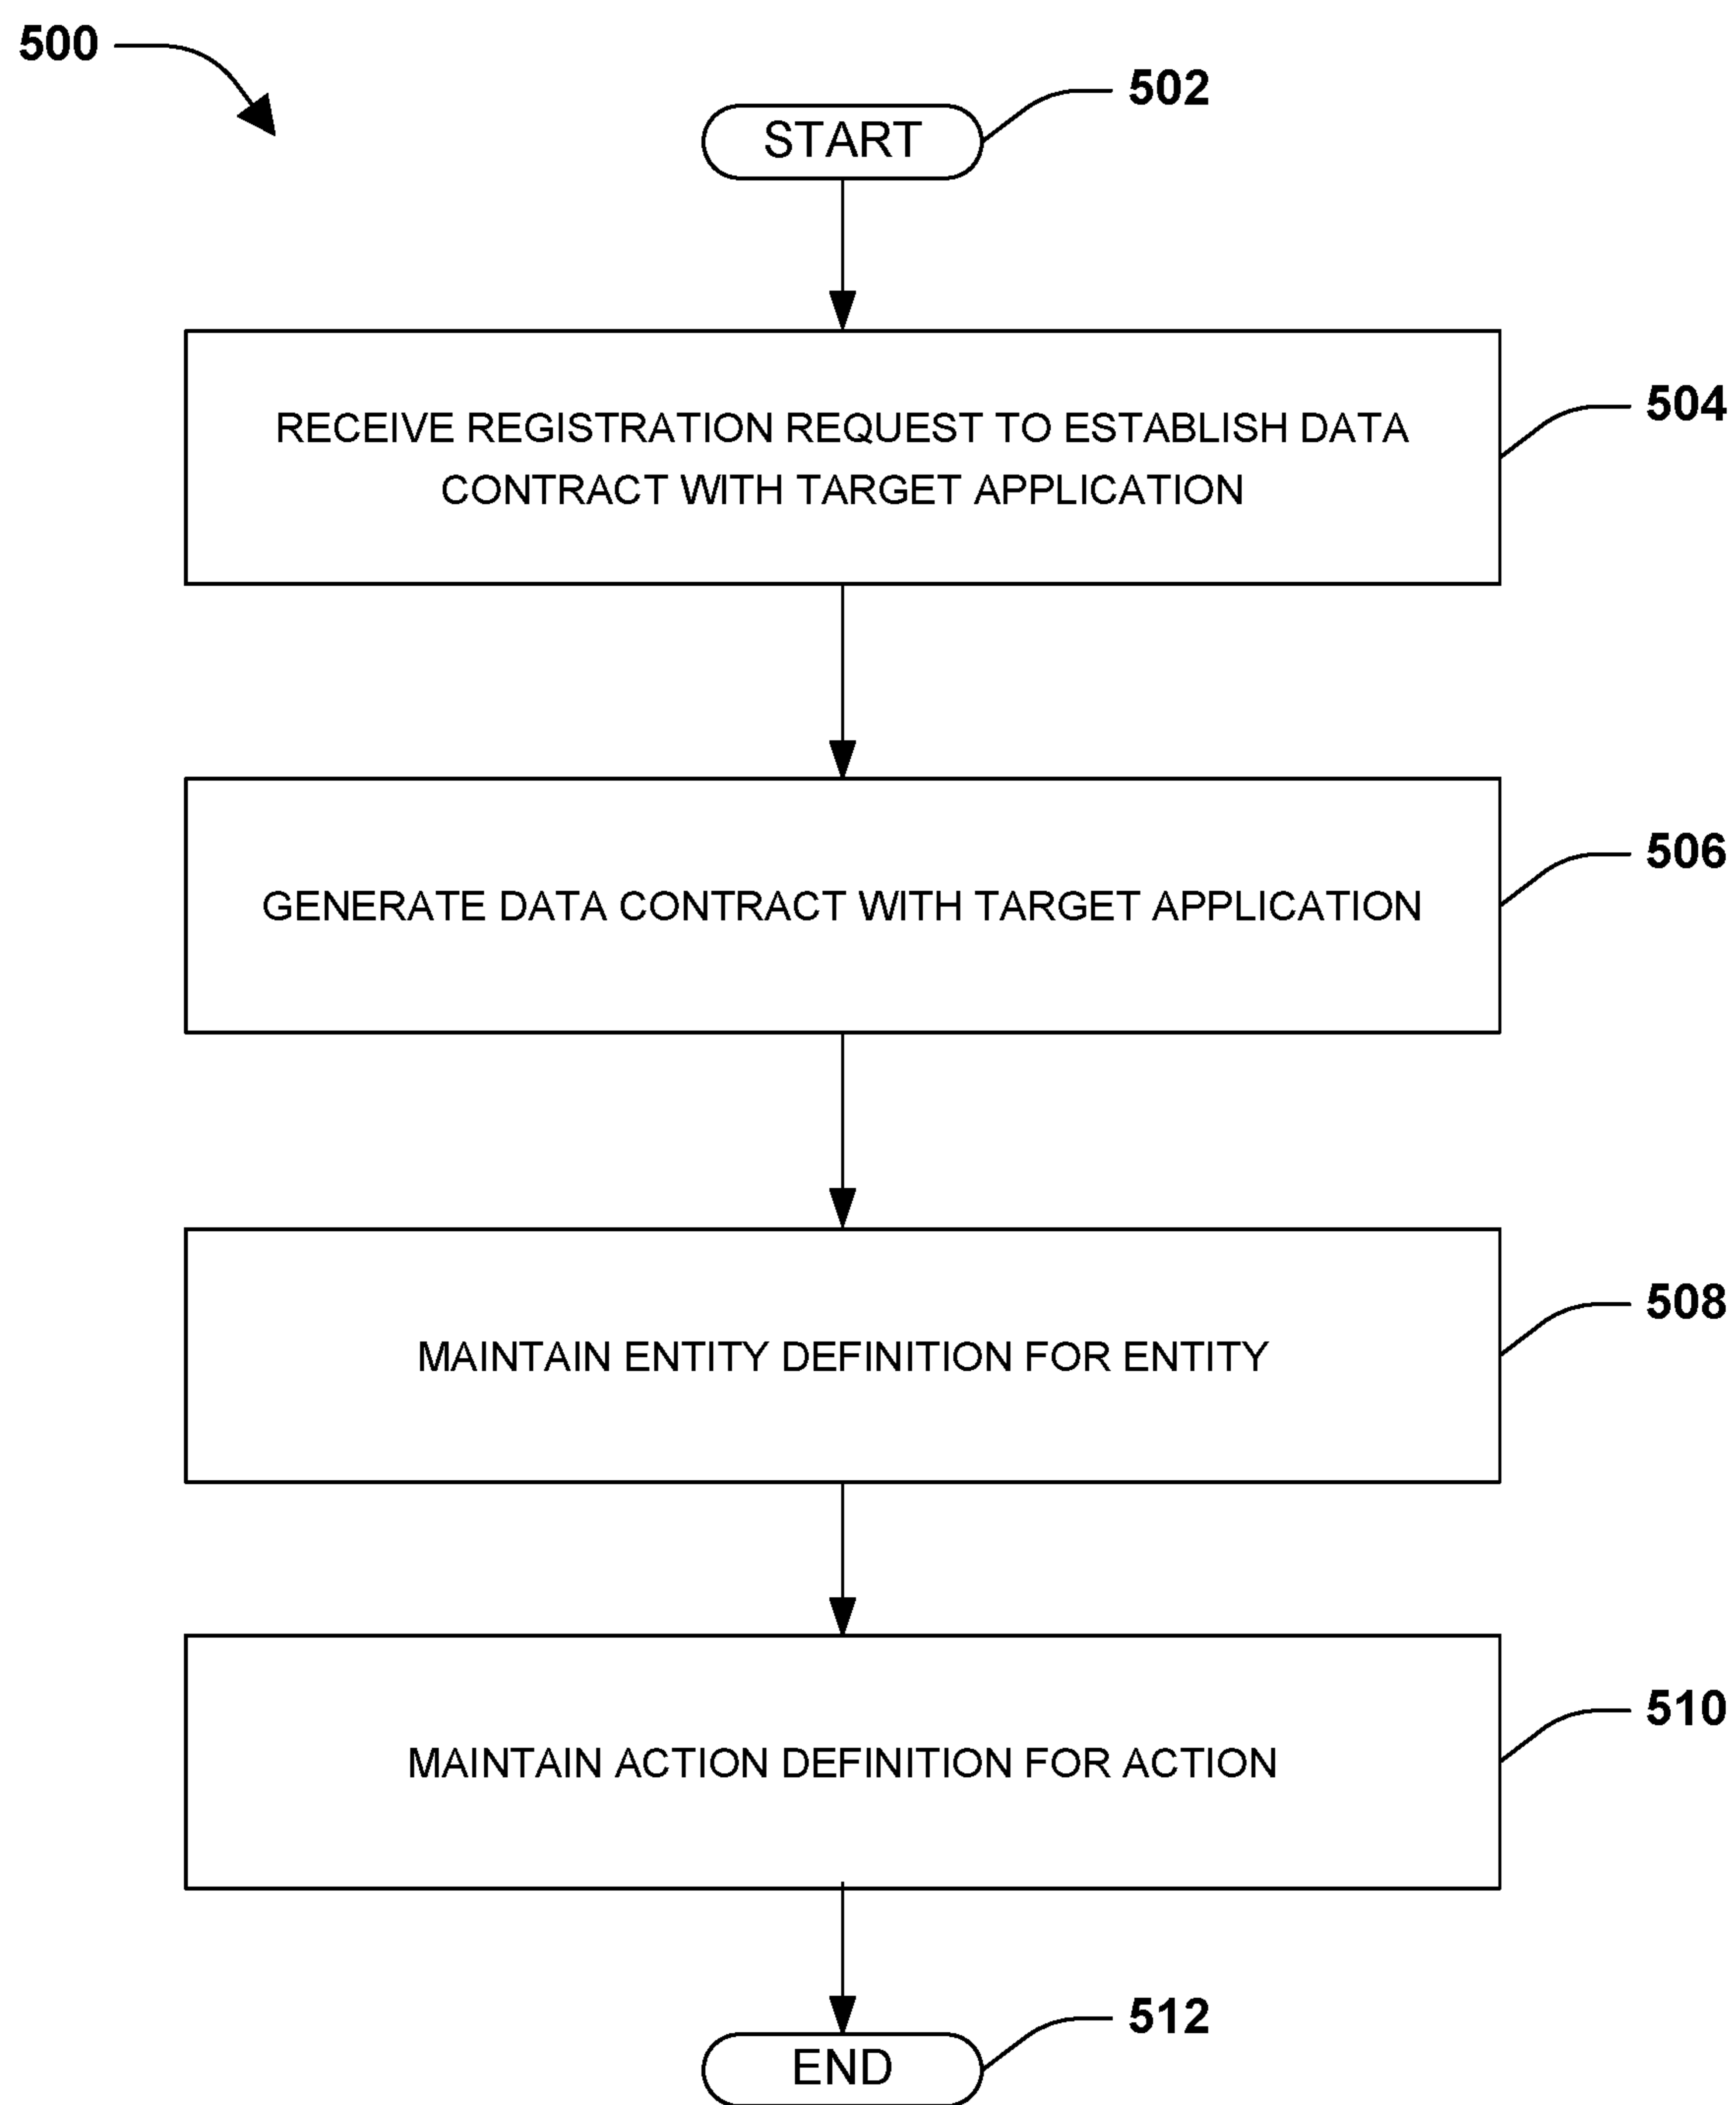 500
502
START
RECEIVE REGISTRATION REQUEST TO ESTABLISH DATA
CONTRACT WITH TARGET APPLICATION
504
GENERATE DATA CONTRACT WITH TARGET APPLICATION
506
MAINTAIN ENTITY DEFINITION FOR ENTITY
508
MAINTAIN ACTION DEFINITION FOR ACTION
510
512
END